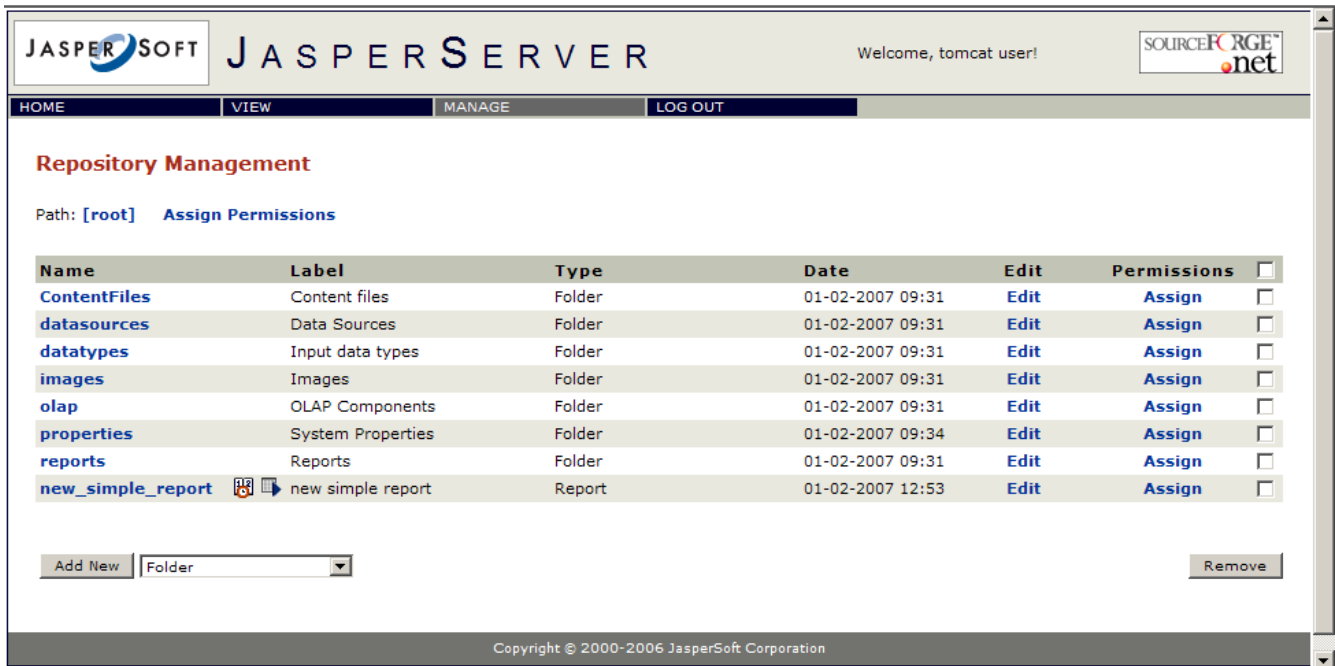 JASPERSOFT JASPERSERVER Welcome, tomcat user! SOURCEFORGE™
.net
HOME VIEW MANAGE LOG OUT
Repository Management
Path: [root] Assign Permissions
Name Label Type Date Edit Permissions
ContentFiles Content files Folder 01-02-2007 09:31 Edit Assign
datasources Data Sources Folder 01-02-2007 09:31 Edit Assign
datatypes Input data types Folder 01-02-2007 09:31 Edit Assign
images Images Folder 01-02-2007 09:31 Edit Assign
olap OLAP Components Folder 01-02-2007 09:31 Edit Assign
properties System Properties Folder 01-02-2007 09:34 Edit Assign
reports Reports Folder 01-02-2007 09:31 Edit Assign
new_simple_report new simple report Report 01-02-2007 12:53 Edit Assign
Add New Folder Remove
Copyright © 2000-2006 JasperSoft Corporation